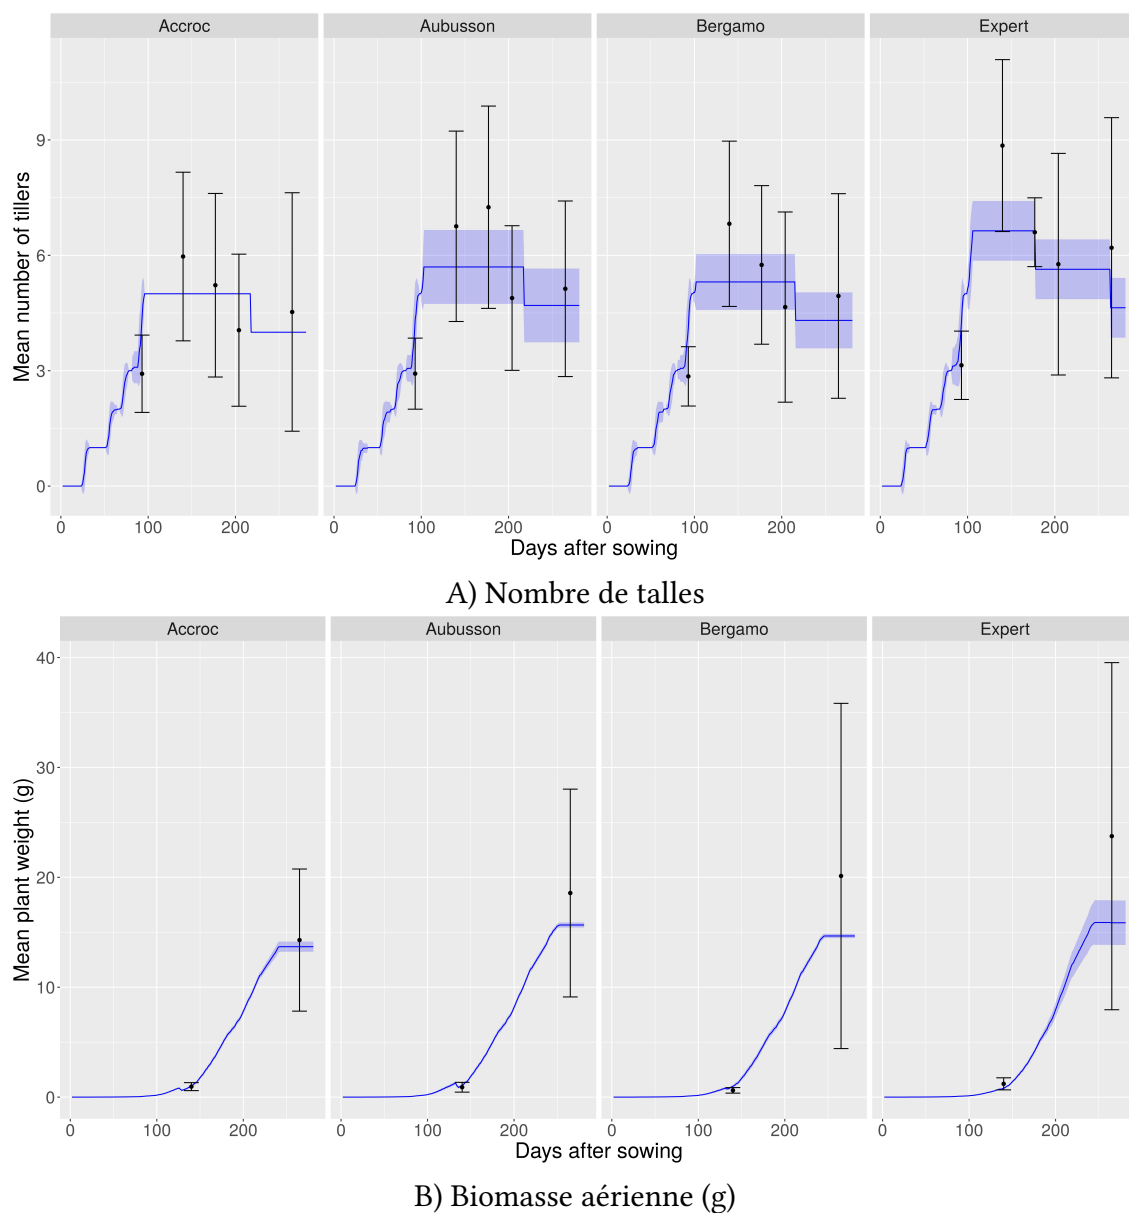 Accroc Aubusson Bergamo Expert
Mean number of tillers
9
6
3
0
0 100 200 0 100 200 0 100 200 0 100 200
Days after sowing
A) Nombre de talles
Accroc Aubusson Bergamo Expert
Mean plant weight (g)
40
30
20
10
0
0 100 200 0 100 200 0 100 200 0 100 200
Days after sowing
B) Biomasse aérienne (g)